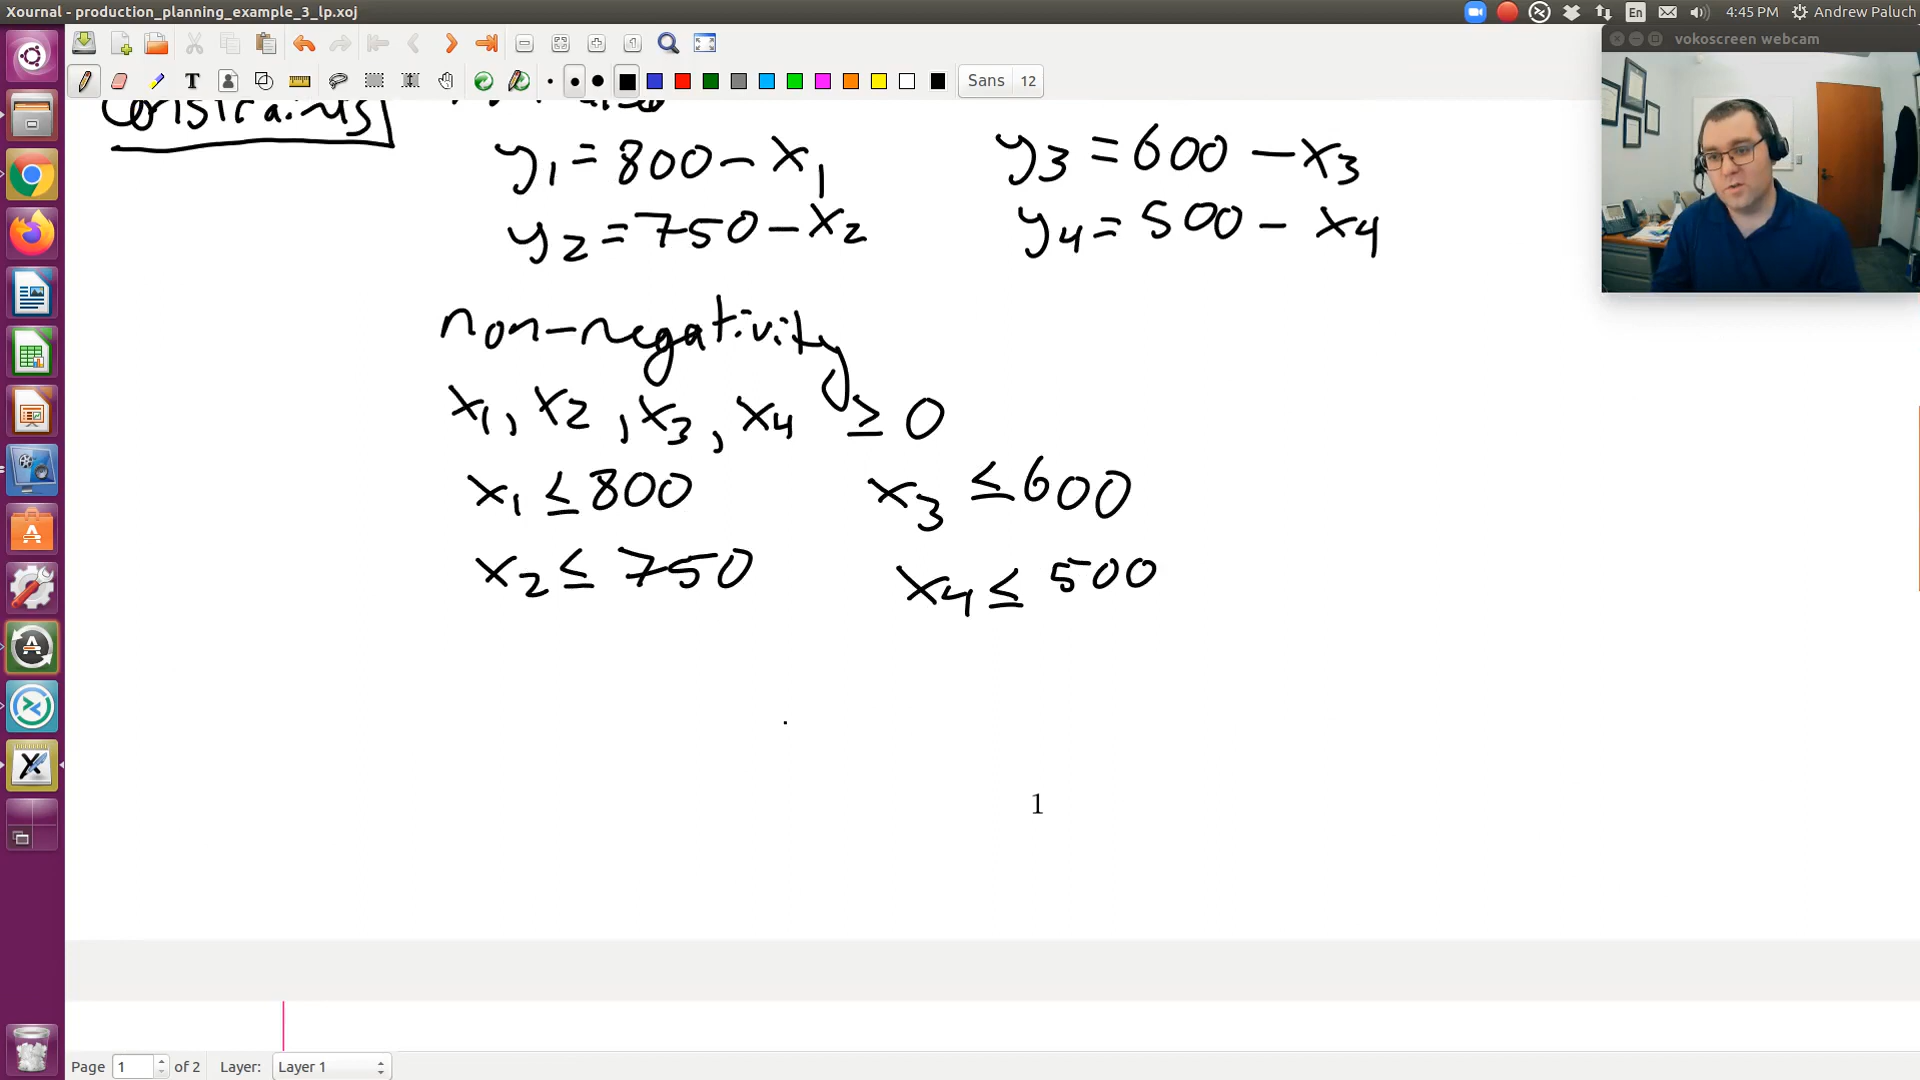 Xournal - production_planning_example_3_lp.xoj
En
4:45 PM
Andrew Paluch
vokoscreen webcam
Sans 12
constraints
y1 = 800 - x1
y3 = 600 - x3
y2 = 750 - x2
y4 = 500 - x4
non-negativity
x1, x2, x3, x4 ≥ 0
x1 ≤ 800
x3 ≤ 600
x2 ≤ 750
x4 ≤ 500
1
Page 1 of 2 Layer: Layer 1